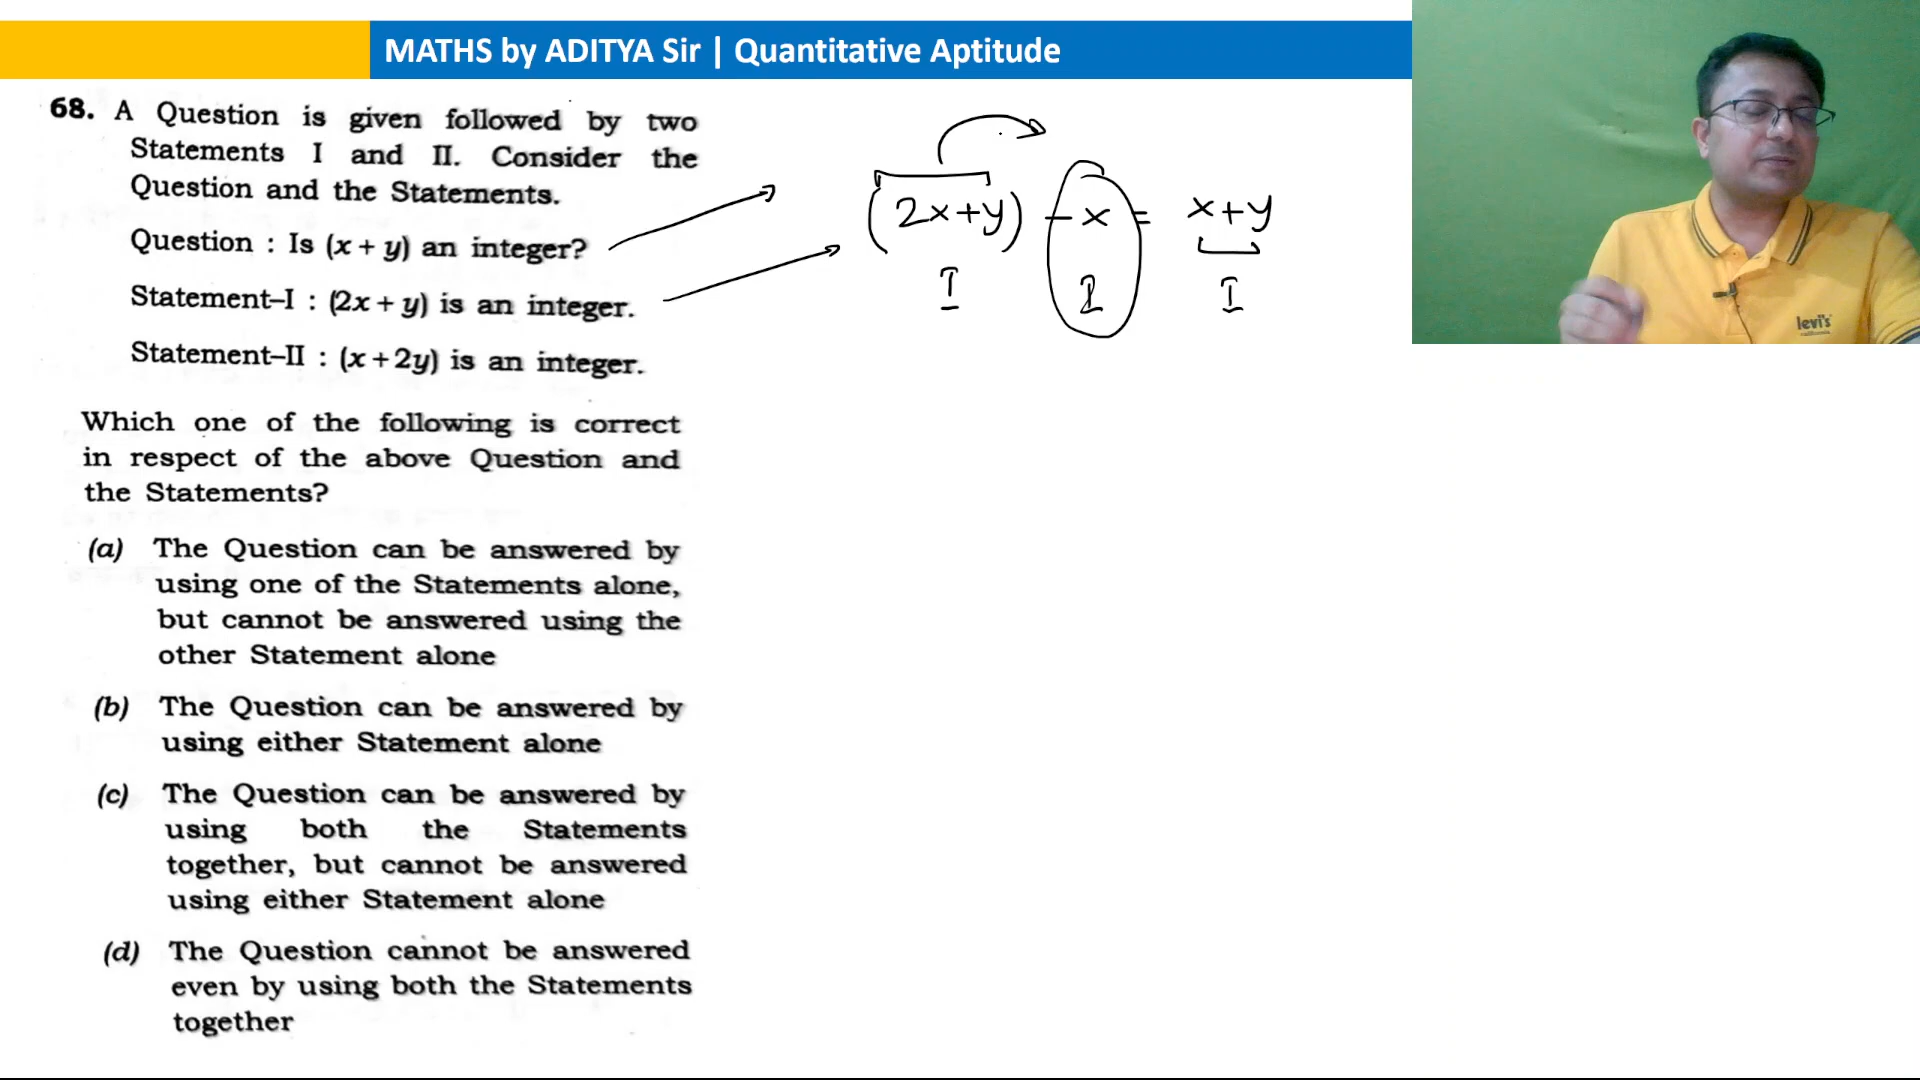 MATHS by ADITYA Sir | Quantitative Aptitude
68. A Question is given followed by two
Statements I and II. Consider the
Question and the Statements.
Question : Is (x + y) an integer?
Statement–I : (2x + y) is an integer.
Statement–II : (x + 2y) is an integer.
Which one of the following is correct
in respect of the above Question and
the Statements?
(a) The Question can be answered by
using one of the Statements alone,
but cannot be answered using the
other Statement alone
(b) The Question can be answered by
using either Statement alone
(c) The Question can be answered by
using both the Statements
together, but cannot be answered
using either Statement alone
(d) The Question cannot be answered
even by using both the Statements
together
(2x+y) – x = x+y
I I I
levi's